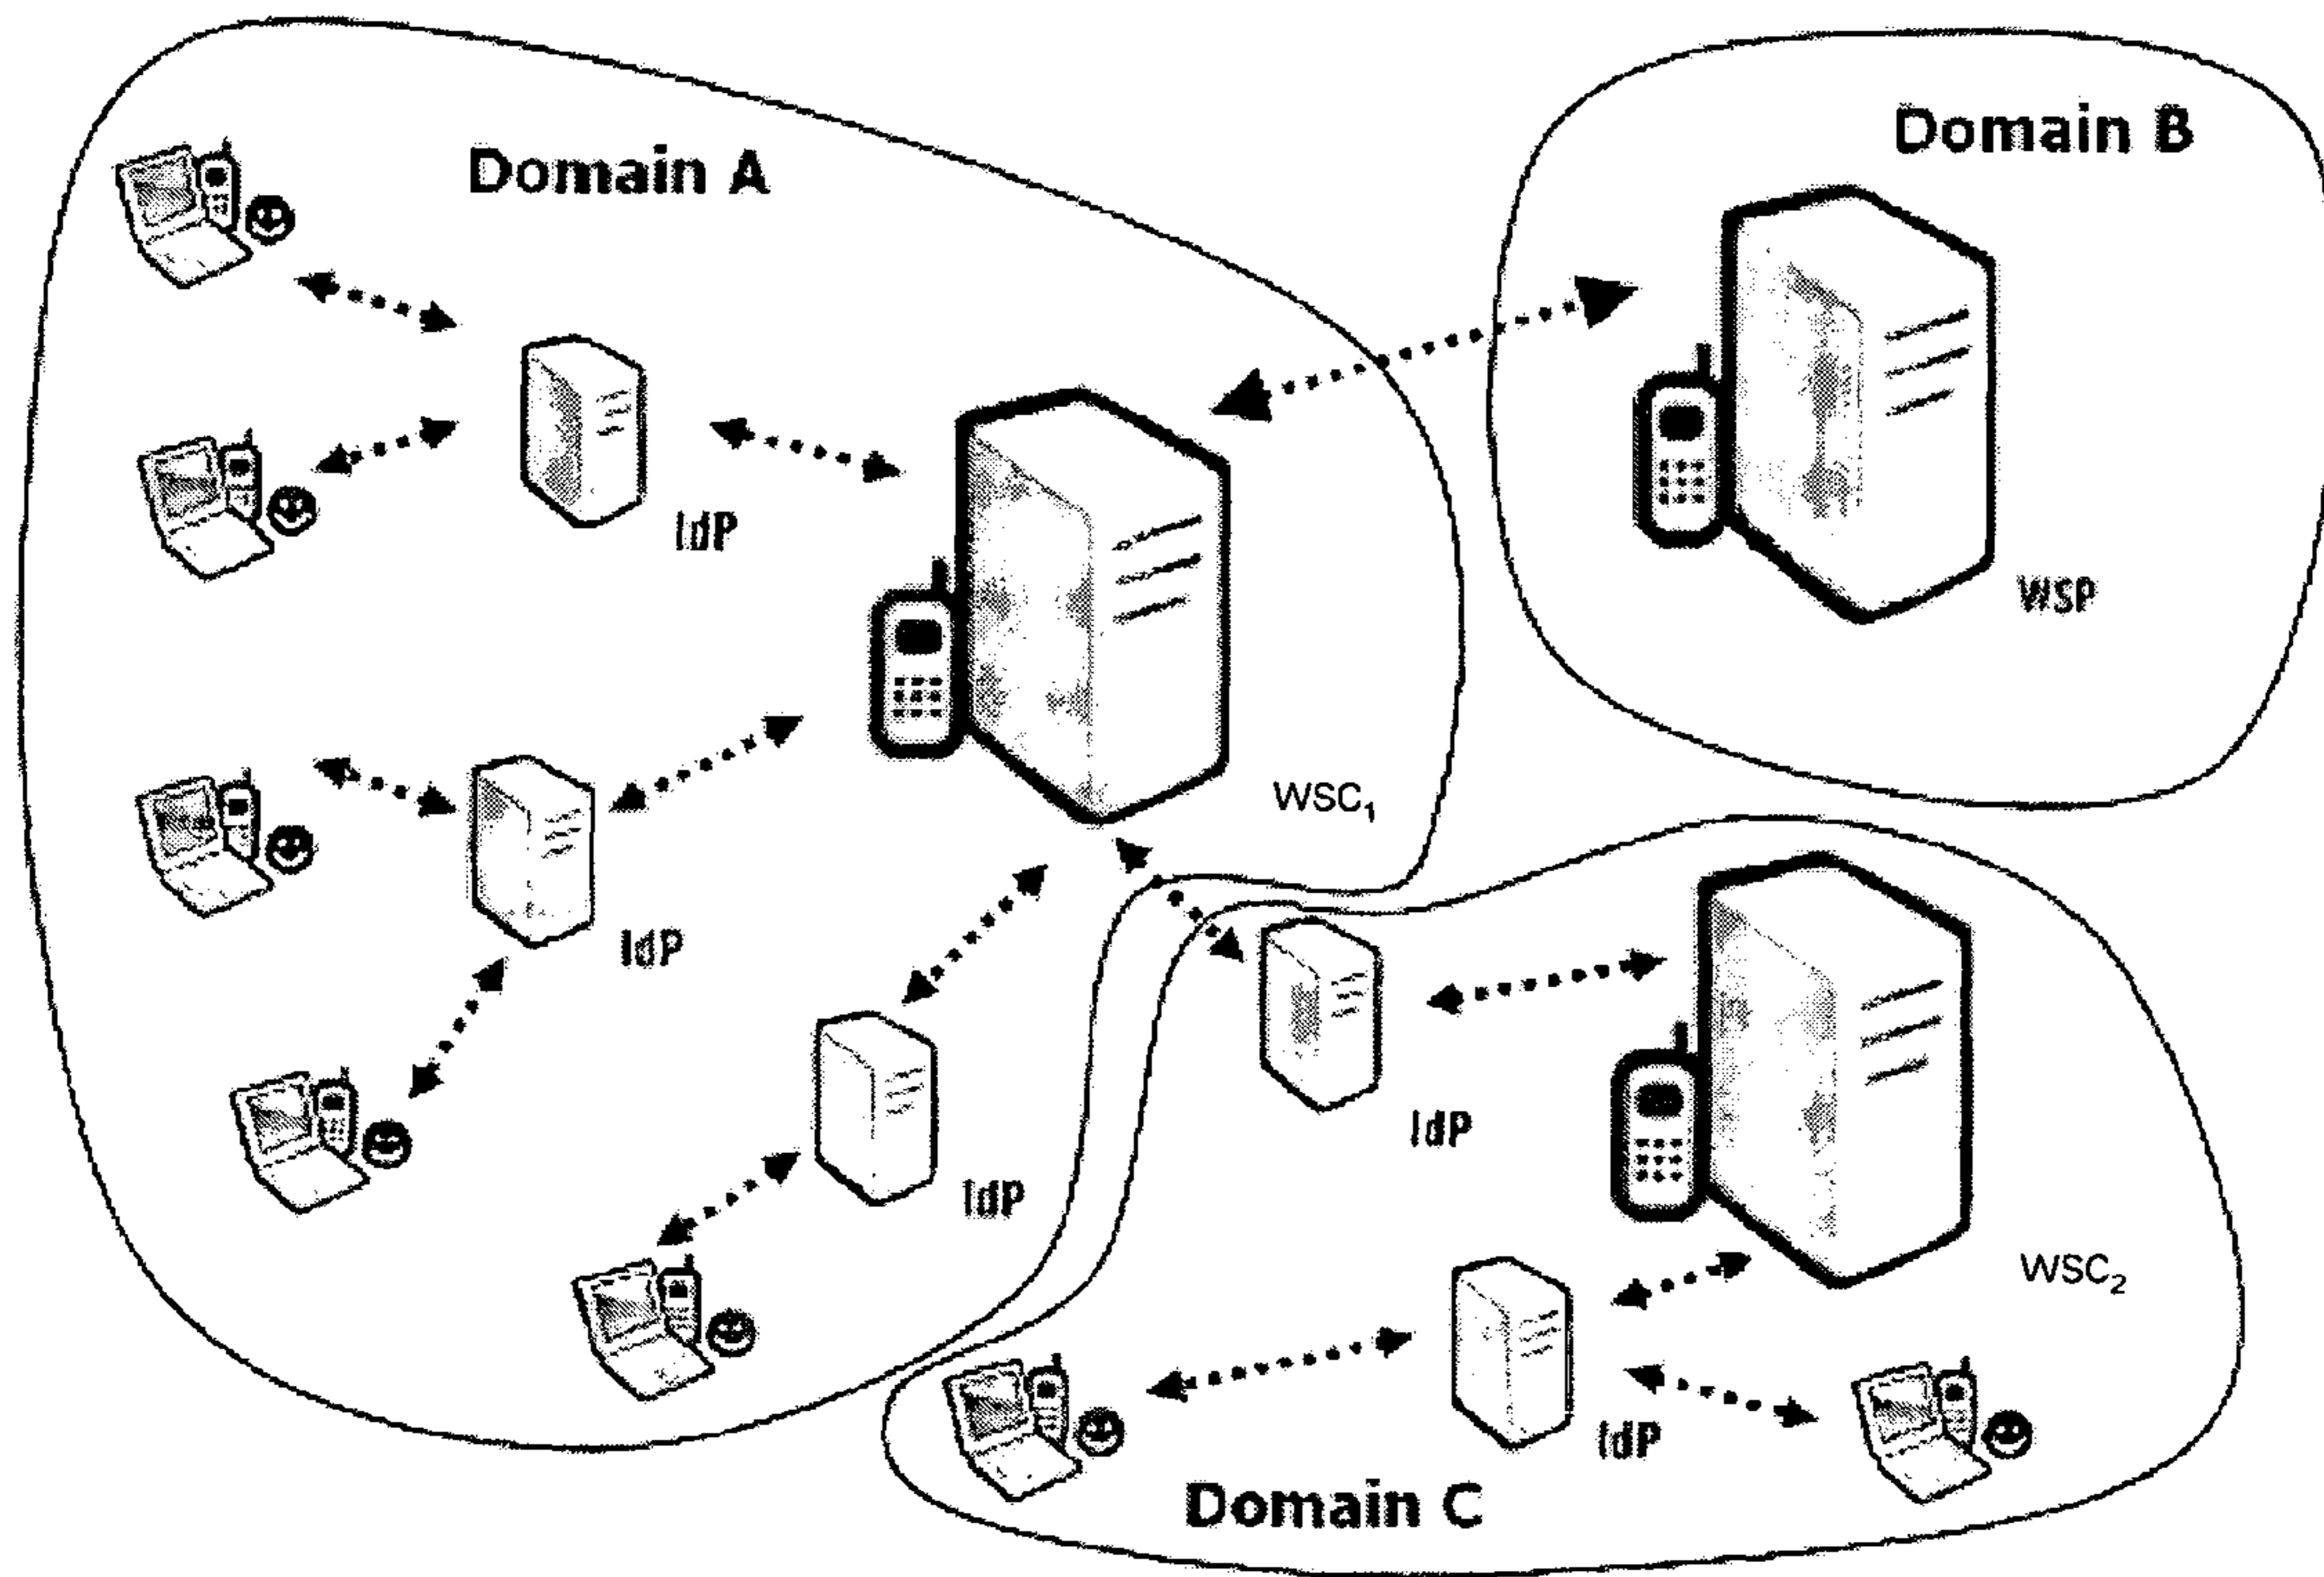 Domain A
Domain B
IdP
WSP
WSC₁
IdP
IdP
IdP
WSC₂
IdP
Domain C